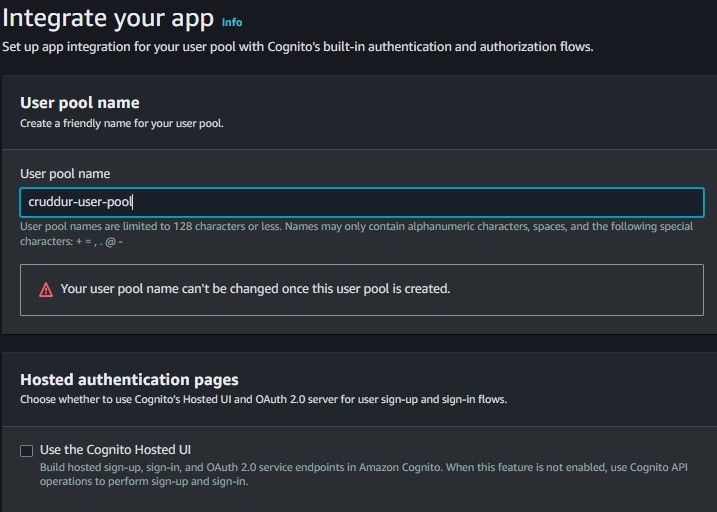 Integrate your app Info
Set up app integration for your user pool with Cognito's built-in authentication and authorization flows.
User pool name
Create a friendly name for your user pool.
User pool name
cruddur-user-pool
User pool names are limited to 128 characters or less. Names may only contain alphanumeric characters, spaces, and the following special
characters: + = , . @ -
Your user pool name can't be changed once this user pool is created.
Hosted authentication pages
Choose whether to use Cognito's Hosted UI and OAuth 2.0 server for user sign-up and sign-in flows.
Use the Cognito Hosted UI
Build hosted sign-up, sign-in, and OAuth 2.0 service endpoints in Amazon Cognito. When this feature is not enabled, use Cognito API
operations to perform sign-up and sign-in.